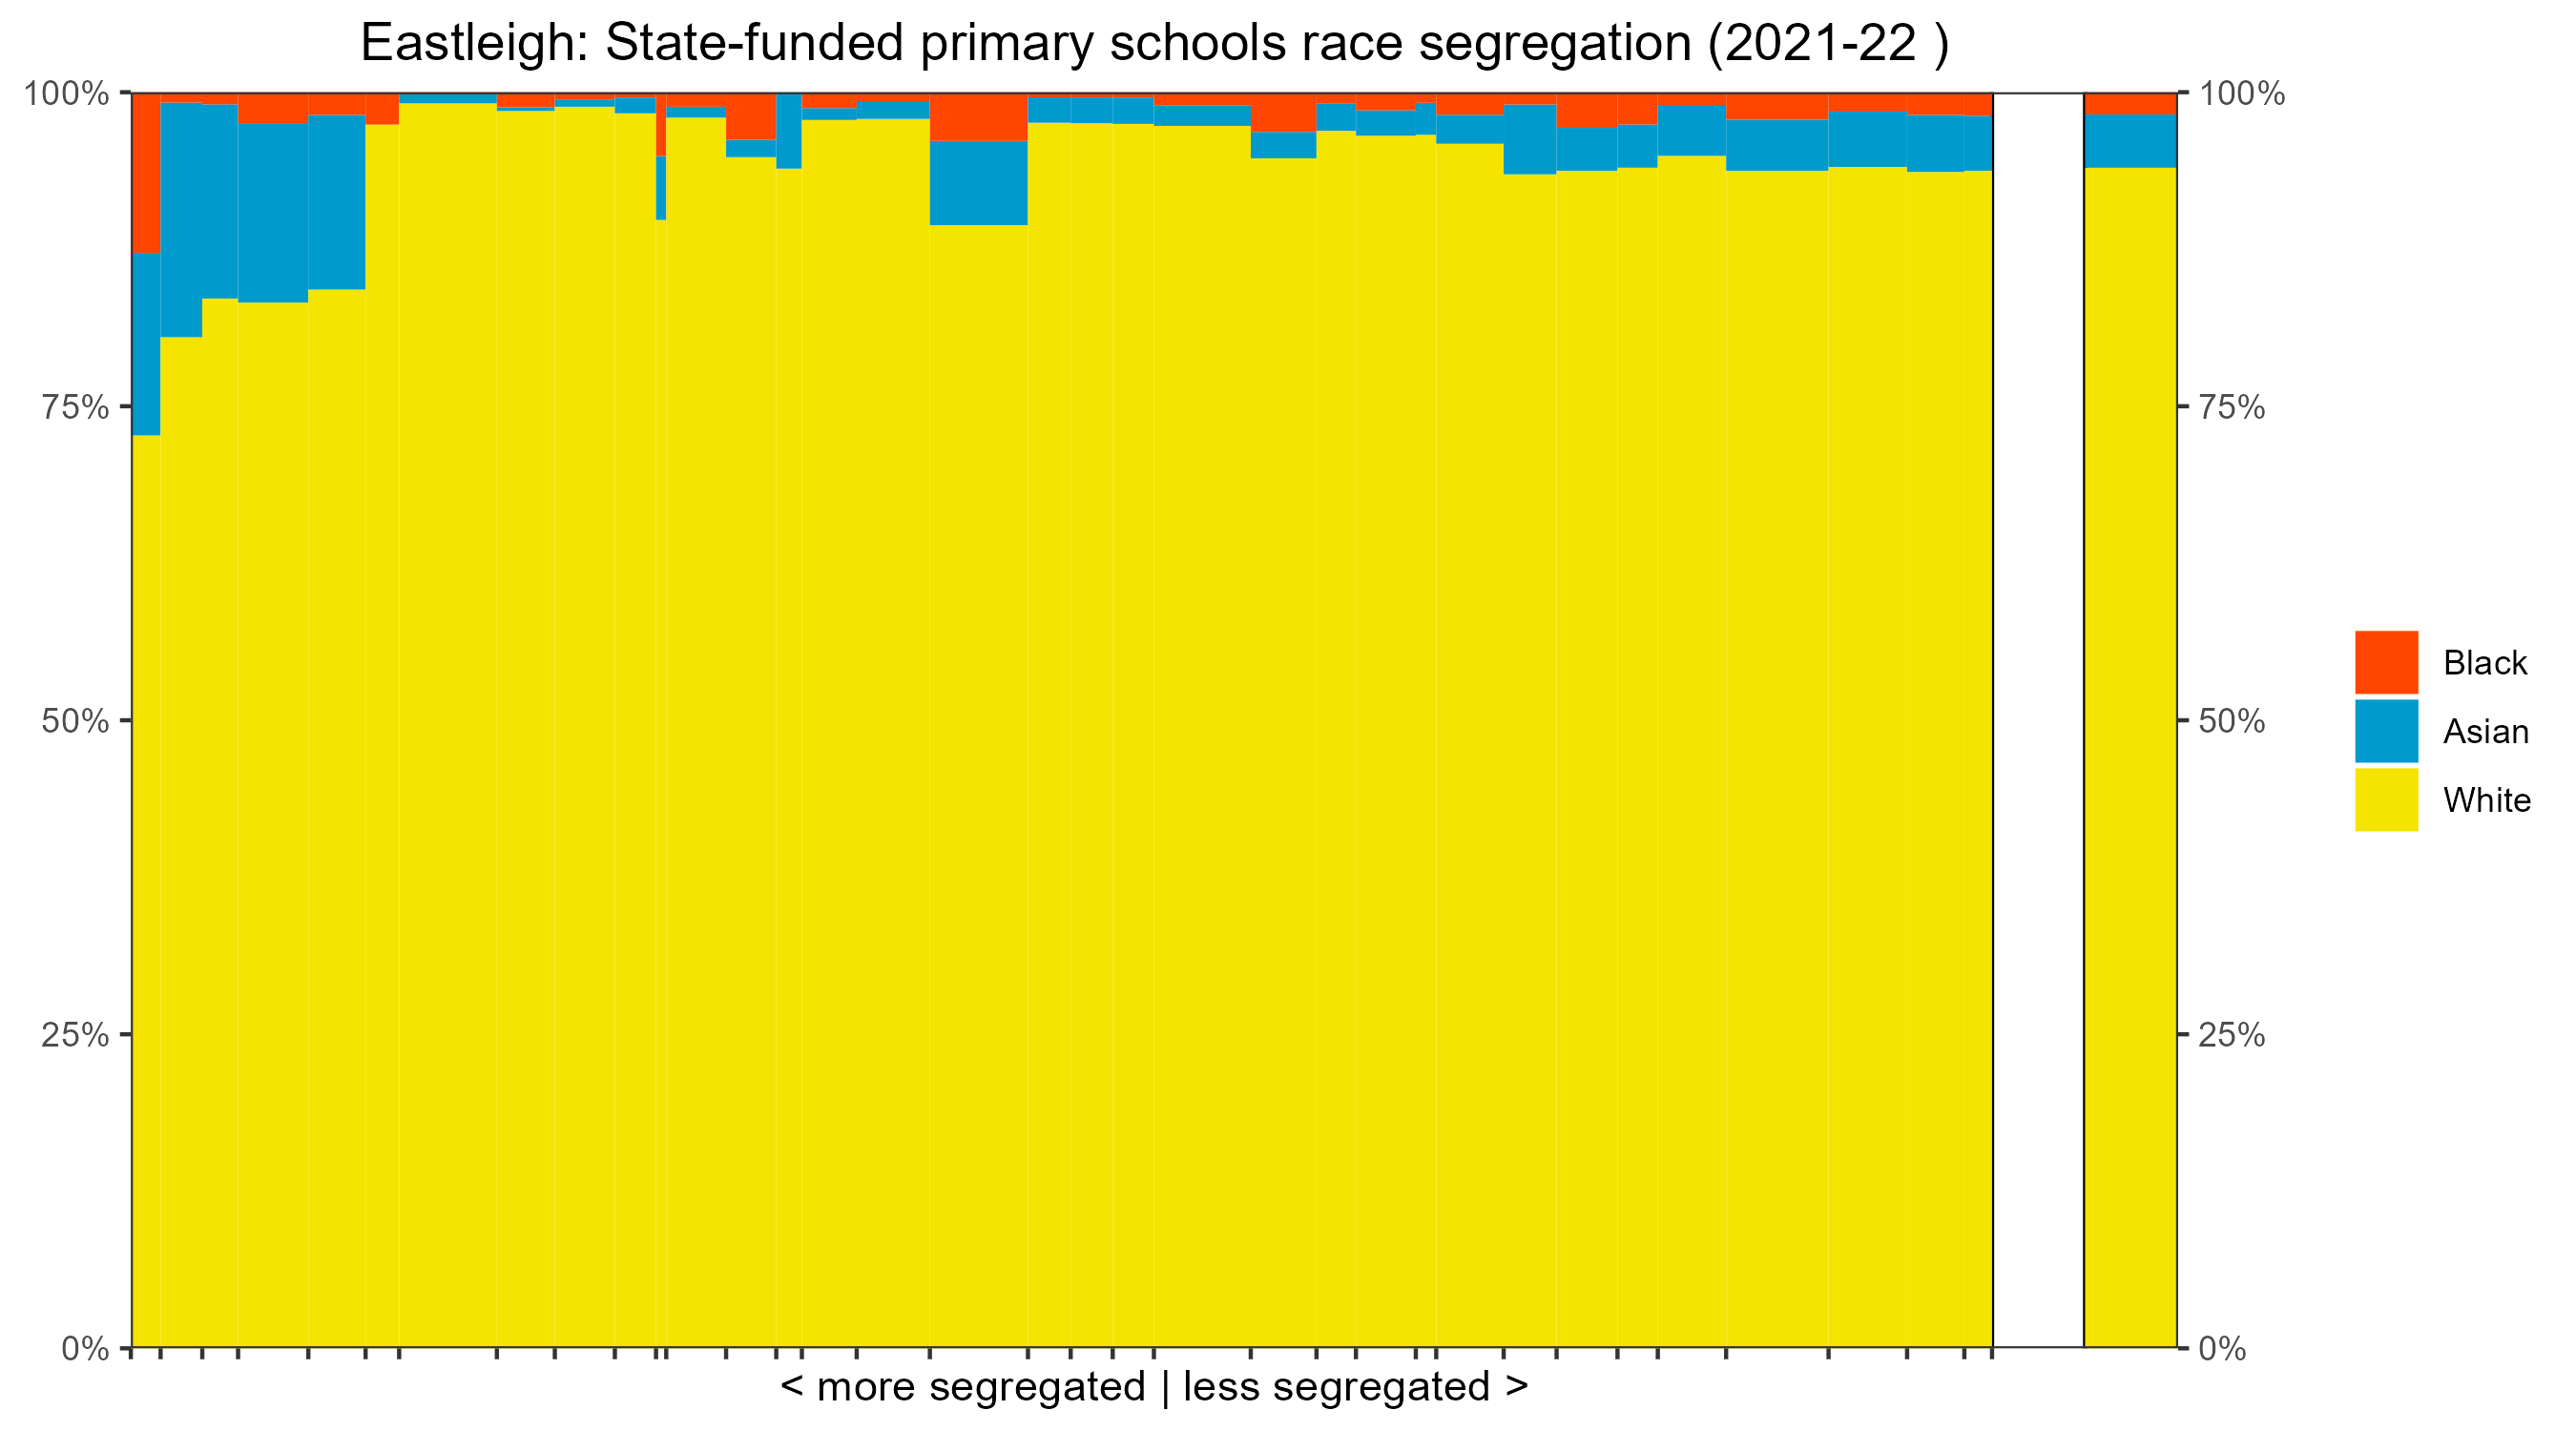 Eastleigh: State-funded primary schools race segregation (2021-22 )
100%
75%
50%
25%
0%
100%
75%
50%
25%
0%
Black
Asian
White
< more segregated | less segregated >